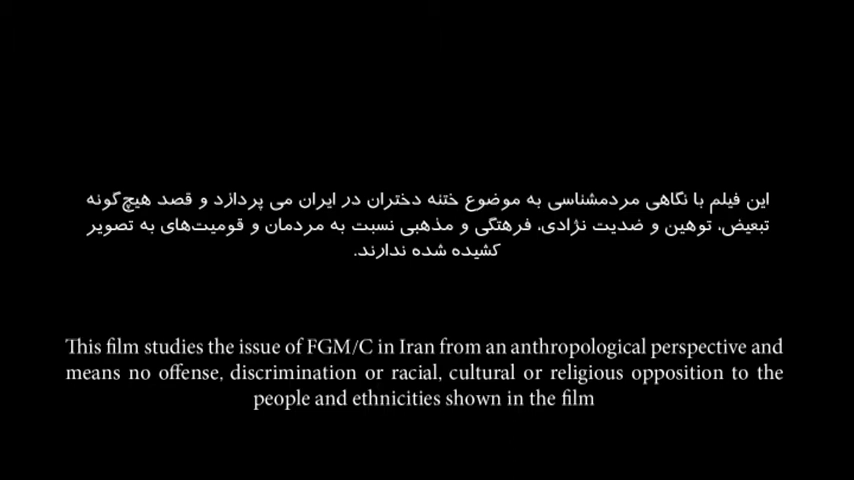 این فیلم با نگاهی مردمشناسی به موضوع ختنه دختران در ایران می پردازد و قصد هیچ‌گونه
تبعیض، توهین و ضدیت نژادی، فرهنگی و مذهبی نسبت به مردمان و قومیت‌های به تصویر
کشیده شده ندارند.
This film studies the issue of FGM/C in Iran from an anthropological perspective and
means no offense, discrimination or racial, cultural or religious opposition to the
people and ethnicities shown in the film